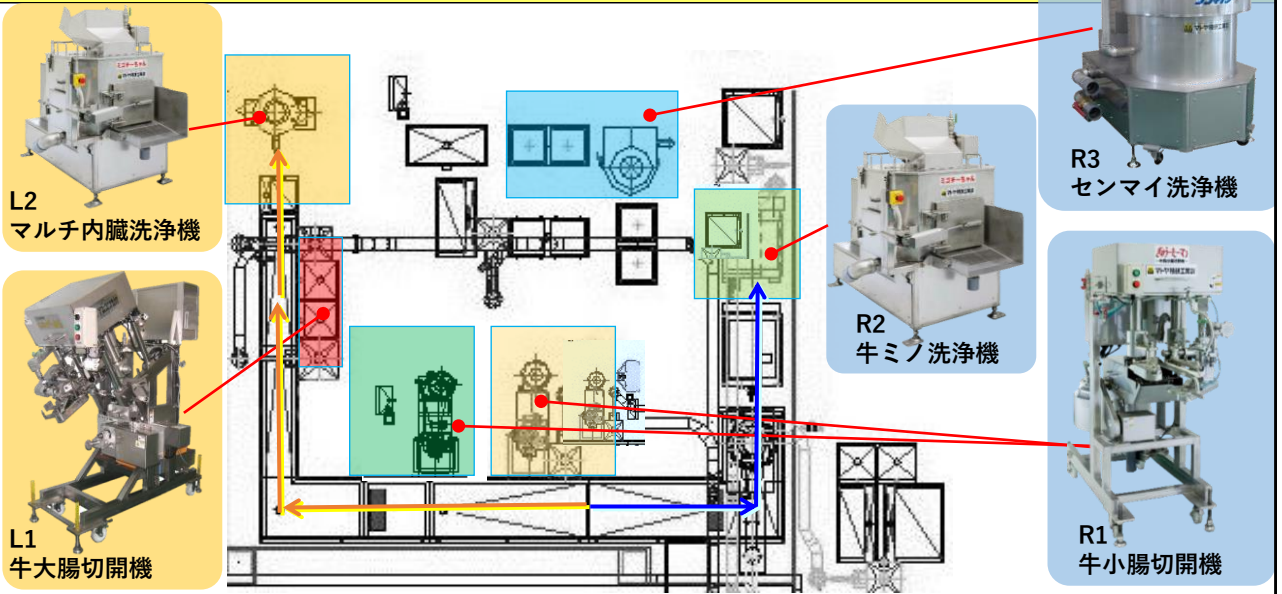 L2
マルチ内臓洗浄機
L1
牛大腸切開機
R3
センマイ洗浄機
R2
牛ミノ洗浄機
R1
牛小腸切開機